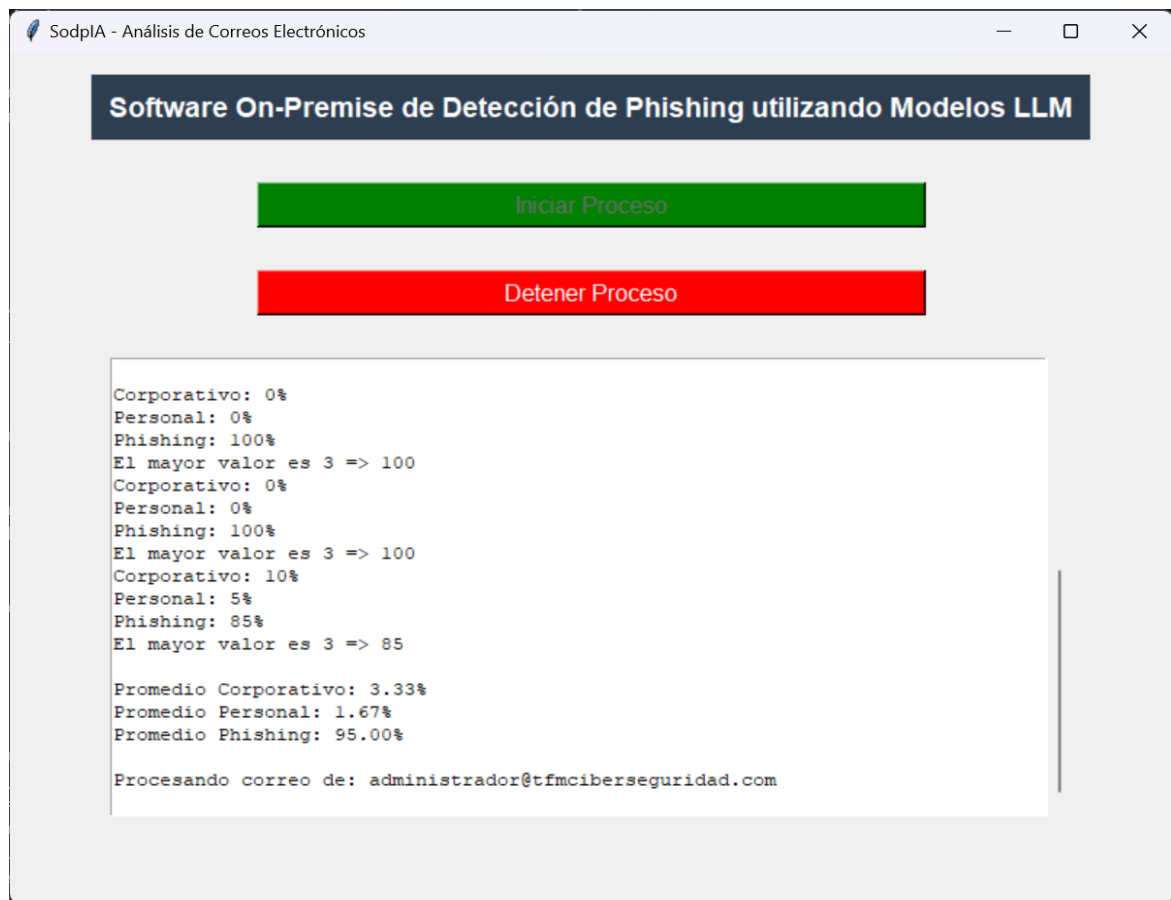 SodpIA - Análisis de Correos Electrónicos
Software On-Premise de Detección de Phishing utilizando Modelos LLM
Iniciar Proceso
Detener Proceso
Corporativo: 0%
Personal: 0%
Phishing: 100%
El mayor valor es 3 => 100
Corporativo: 0%
Personal: 0%
Phishing: 100%
El mayor valor es 3 => 100
Corporativo: 10%
Personal: 5%
Phishing: 85%
El mayor valor es 3 => 85
Promedio Corporativo: 3.33%
Promedio Personal: 1.67%
Promedio Phishing: 95.00%
Procesando correo de: administrador@tfmciberseguridad.com